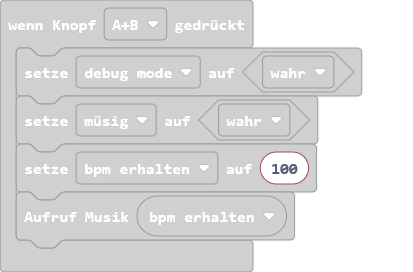 wenn Knopf A+B gedrückt
setze debug mode auf wahr
setze müsig auf wahr
setze bpm erhalten auf 100
Aufruf Musik bpm erhalten